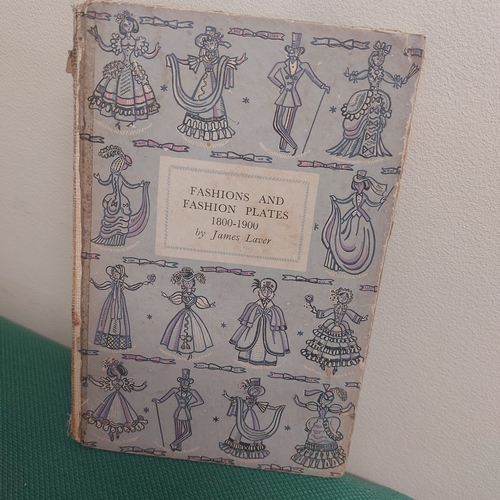 FASHIONS AND
FASHION PLATES
1800-1900
by James Laver